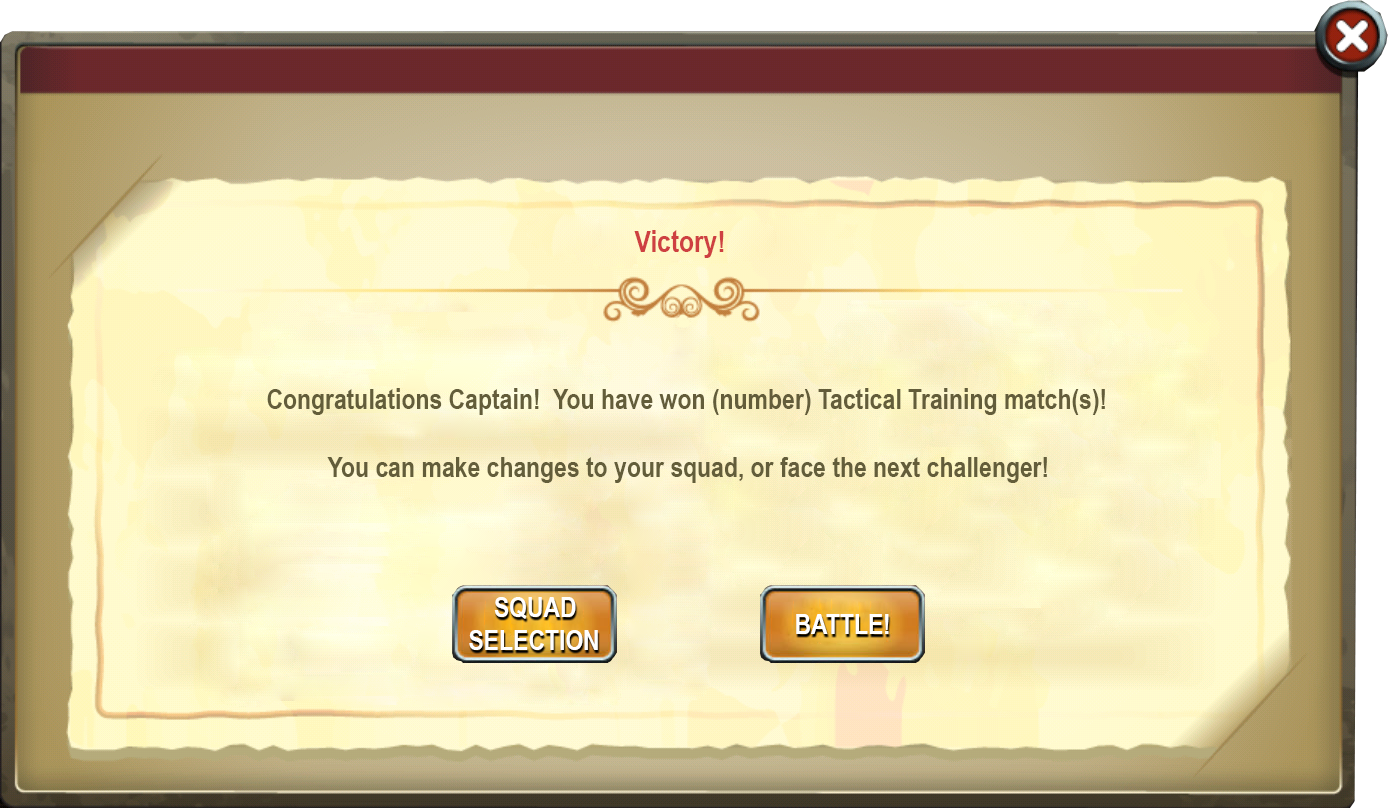 Victory!
Congratulations Captain!  You have won (number) Tactical Training match(s)!
You can make changes to your squad, or face the next challenger!
SQUAD
SELECTION
BATTLE!